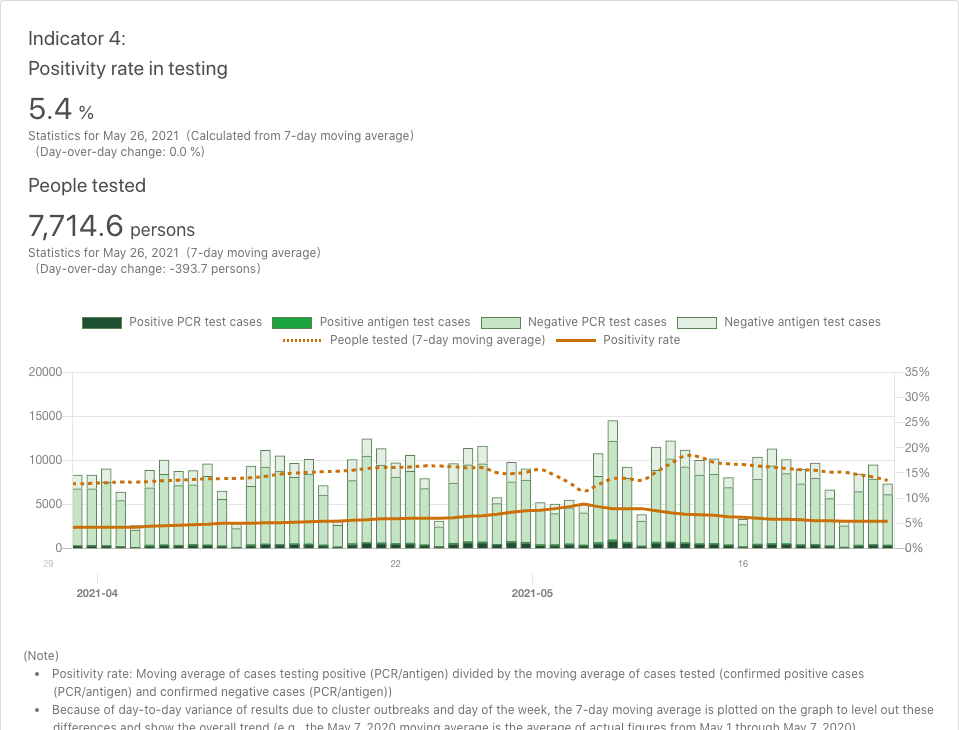 Indicator 4:
Positivity rate in testing
5.4 %
Statistics for May 26, 2021 (Calculated from 7-day moving average)
(Day-over-day change: 0.0 %)
People tested
7,714.6 persons
Statistics for May 26, 2021 (7-day moving average)
(Day-over-day change: -393.7 persons)
Positive PCR test cases Positive antigen test cases Negative PCR test cases Negative antigen test cases
People tested (7-day moving average) Positivity rate
20000 35%
30%
15000 25%
20%
10000 15%
10%
5000 5%
0 0%
29 22 16
2021-04 2021-05
(Note)
• Positivity rate: Moving average of cases testing positive (PCR/antigen) divided by the moving average of cases tested (confirmed positive cases
(PCR/antigen) and confirmed negative cases (PCR/antigen))
• Because of day-to-day variance of results due to cluster outbreaks and day of the week, the 7-day moving average is plotted on the graph to level out these
differences and show the overall trend (e.g., the May 7, 2020 moving average is the average of actual figures from May 1 through May 7, 2020)